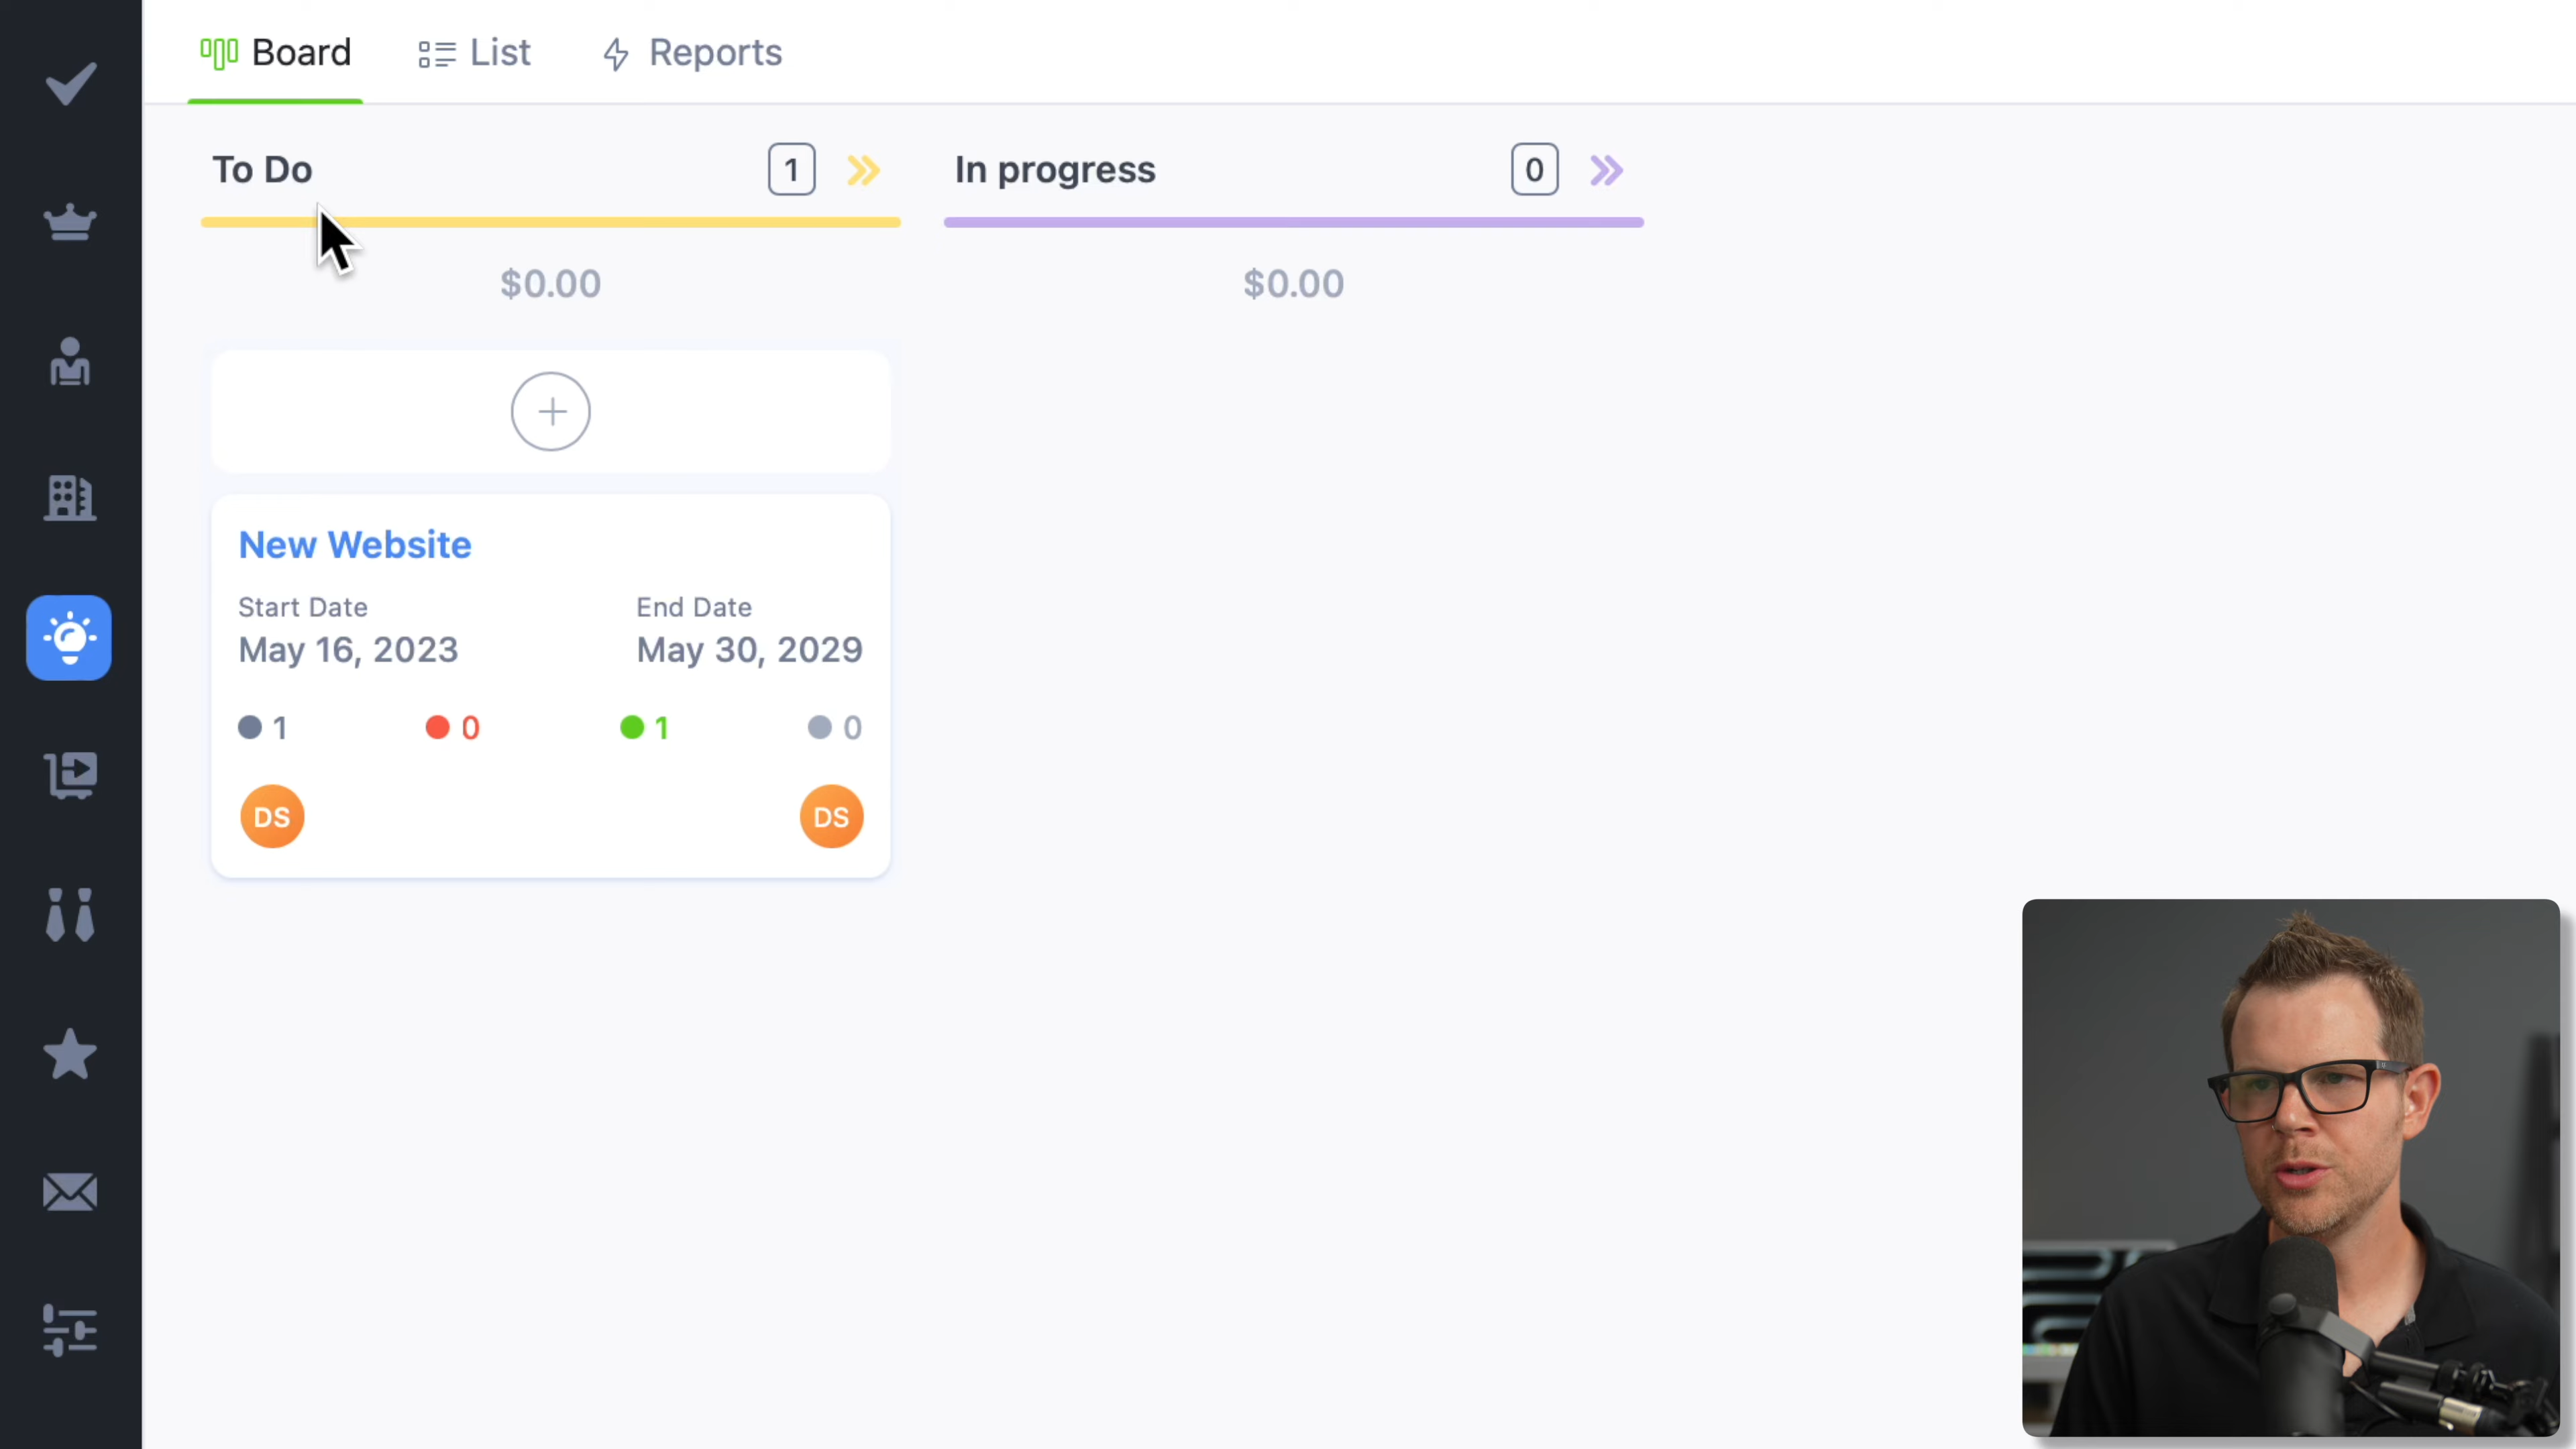 Board List Reports
To Do 1 In progress 0
$0.00 $0.00
New Website
Start Date End Date
May 16, 2023 May 30, 2029
1 0 1 0
DS DS